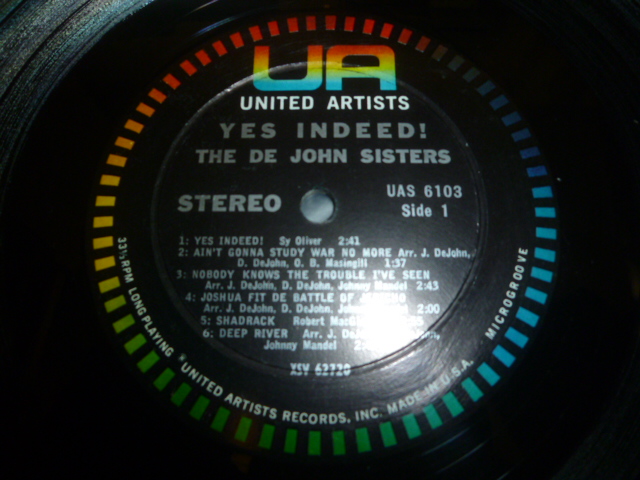 UA
UNITED ARTISTS
YES INDEED!
THE DE JOHN SISTERS
STEREO
UAS 6103
Side 1
1: YES INDEED! Sy Oliver 2:41
2: AIN'T GONNA STUDY WAR NO MORE Arr. J. DeJohn,
D. DeJohn, O. B. Masingill 1:37
3: NOBODY KNOWS THE TROUBLE I'VE SEEN
Arr. J. DeJohn, D. DeJohn, Johnny Mandel 2:43
4: JOSHUA FIT DE BATTLE OF
Arr. J. DeJohn, D. DeJohn, 2:00
5: SHADRACK Robert
6: DEEP RIVER Arr. J.
Johnny Mandel
XSV 62720
33⅓ RPM LONG PLAYING
MICROGROOVE
UNITED ARTISTS RECORDS, INC. MADE IN U.S.A.